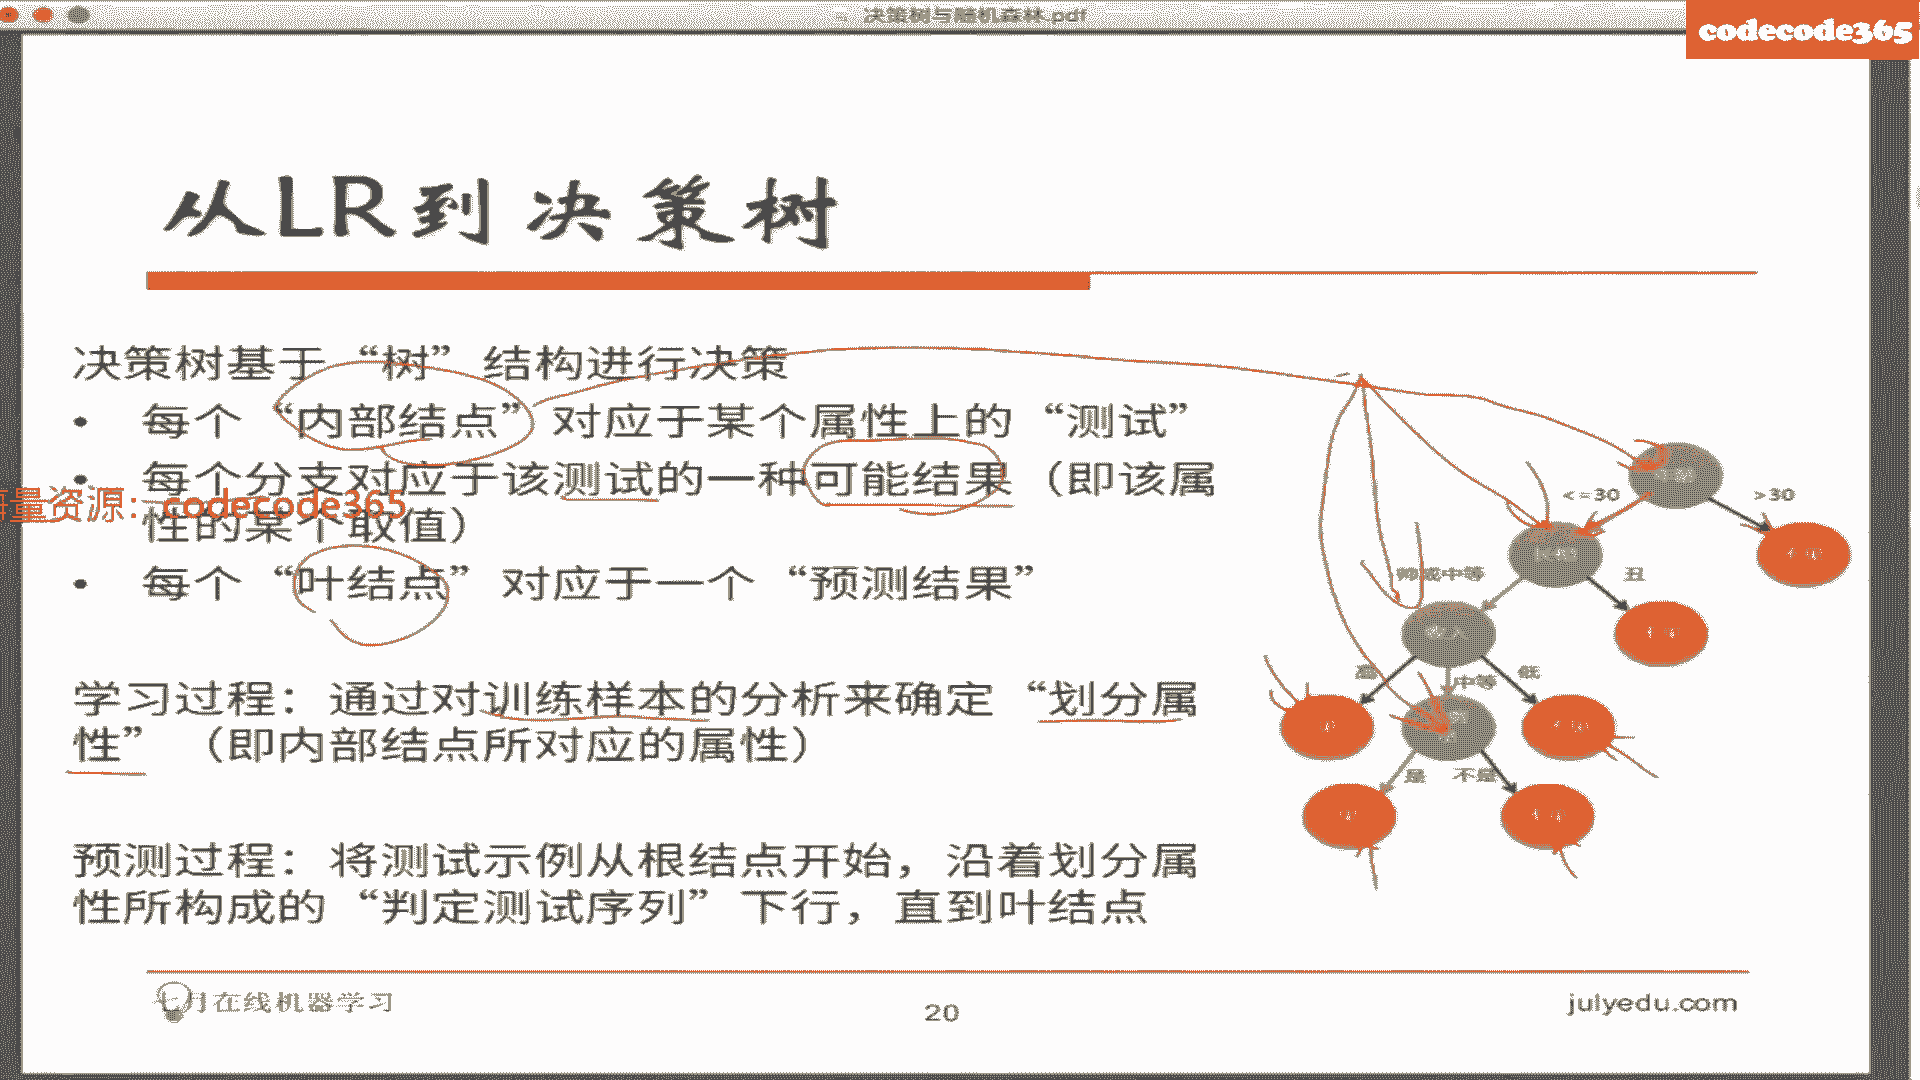 决策树与随机森林.pdf
codecode365
从LR到决策树
决策树基于“树”结构进行决策
• 每个“内部结点”对应于某个属性上的“测试”
• 每个分支对应于该测试的一种可能结果（即该属
性的某个取值）
量资源：codecode365
• 每个“叶结点”对应于一个“预测结果”
学习过程：通过对训练样本的分析来确定“划分属
性”（即内部结点所对应的属性）
预测过程：将测试示例从根结点开始，沿着划分属
性所构成的“判定测试序列”下行，直到叶结点
<=30
>30
帅或中等
丑
收入
高
中等
低
是
不是
七月在线机器学习
20
julyedu.com